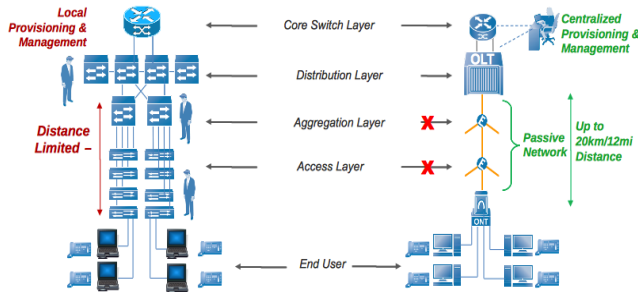 Local
Provisioning &
Management
Core Switch Layer
Centralized
Provisioning &
Management
OLT
Distribution Layer
Distance
Limited –
Aggregation Layer
X
Passive
Network
Up to
20km/12mi
Distance
Access Layer
X
ONT
End User